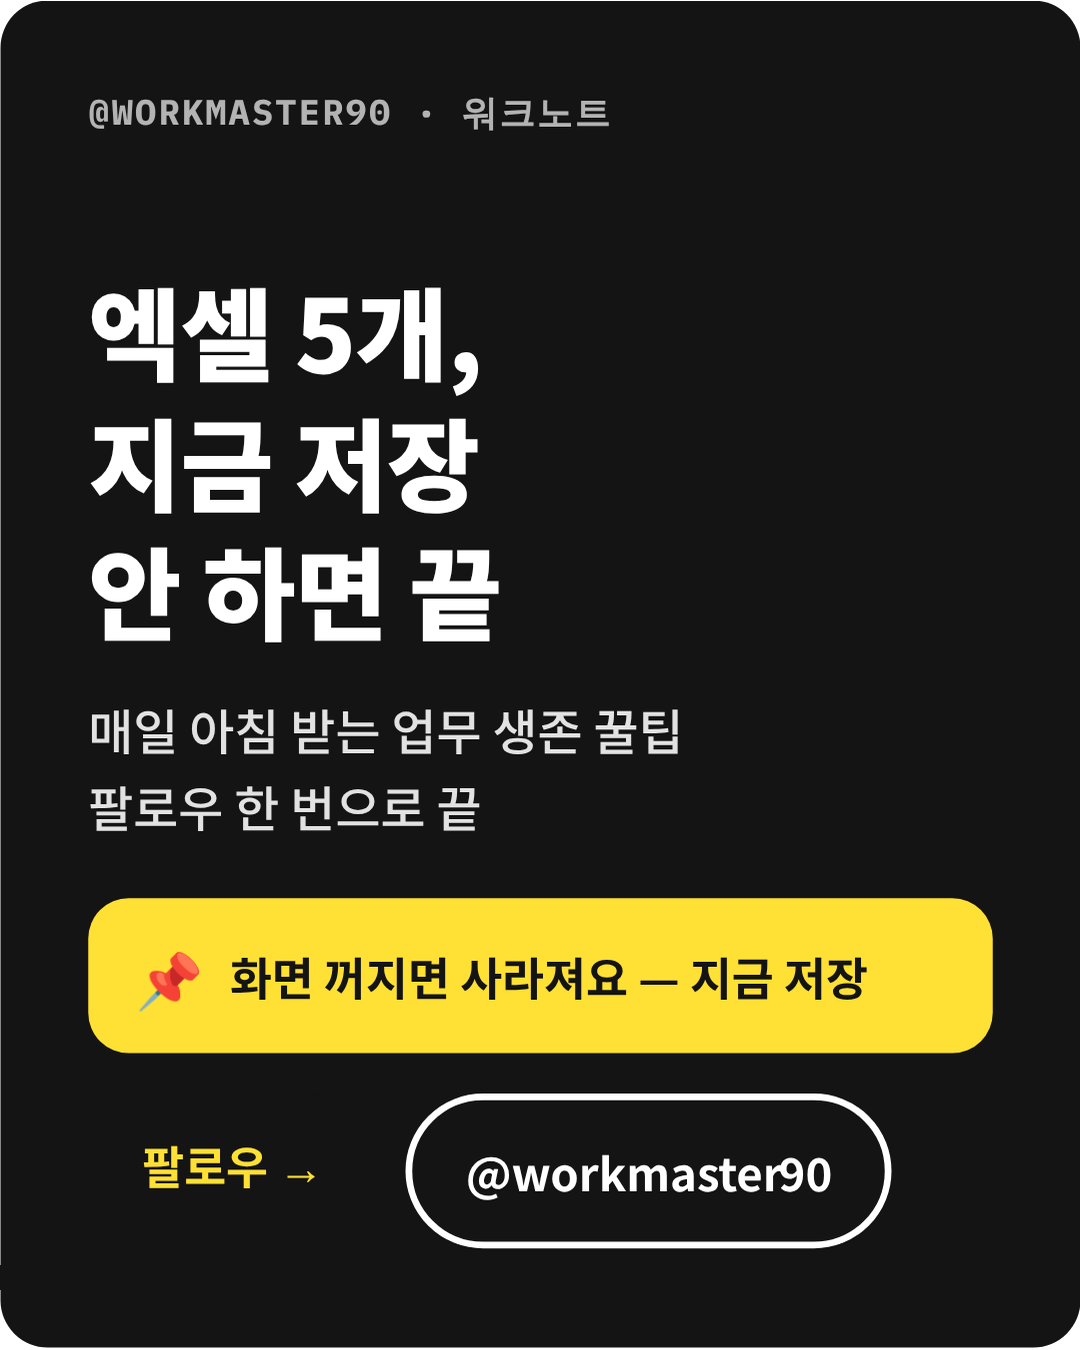 @WORKMASTER90 · 워크노트
엑셀 5개,
지금 저장
안 하면 끝
매일 아침 받는 업무 생존 꿀팁
팔로우 한 번으로 끝
📌 화면 꺼지면 사라져요 — 지금 저장
팔로우 → @workmaster90